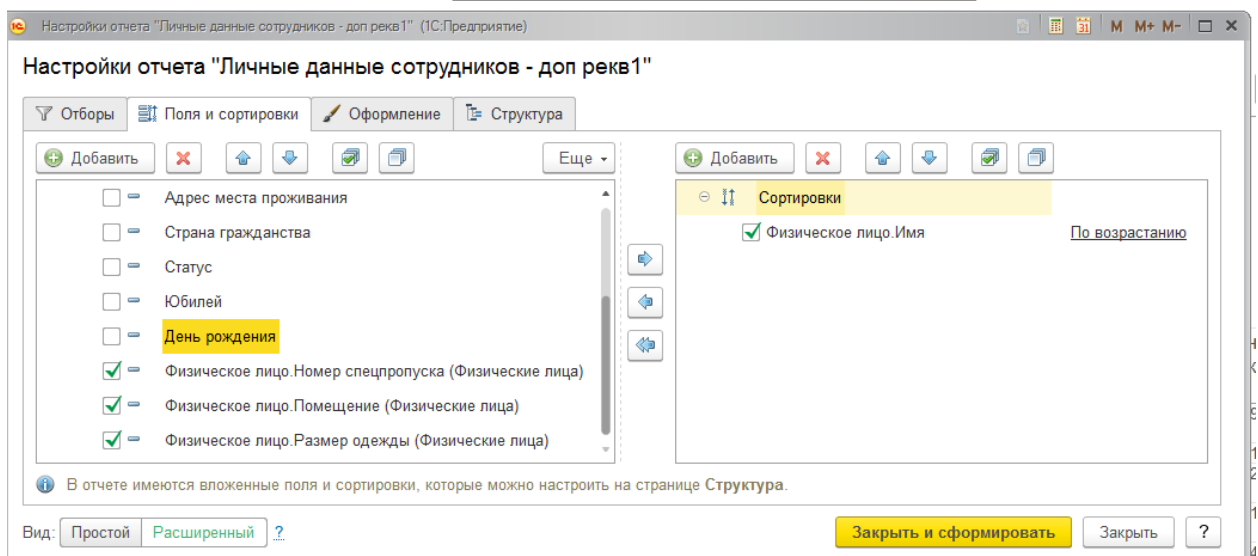 1С Настройки отчета "Личные данные сотрудников - доп рекв1" (1С:Предприятие) 31 M M+ M-
Настройки отчета "Личные данные сотрудников - доп рекв1"
Отборы Поля и сортировки Оформление Структура
Добавить Еще Добавить
Адрес места проживания
Сортировки
Страна гражданства
Физическое лицо.Имя По возрастанию
Статус
Юбилей
День рождения
Физическое лицо.Номер спецпропуска (Физические лица)
Физическое лицо.Помещение (Физические лица)
Физическое лицо.Размер одежды (Физические лица)
В отчете имеются вложенные поля и сортировки, которые можно настроить на странице Структура.
Вид: Простой Расширенный ? Закрыть и сформировать Закрыть ?